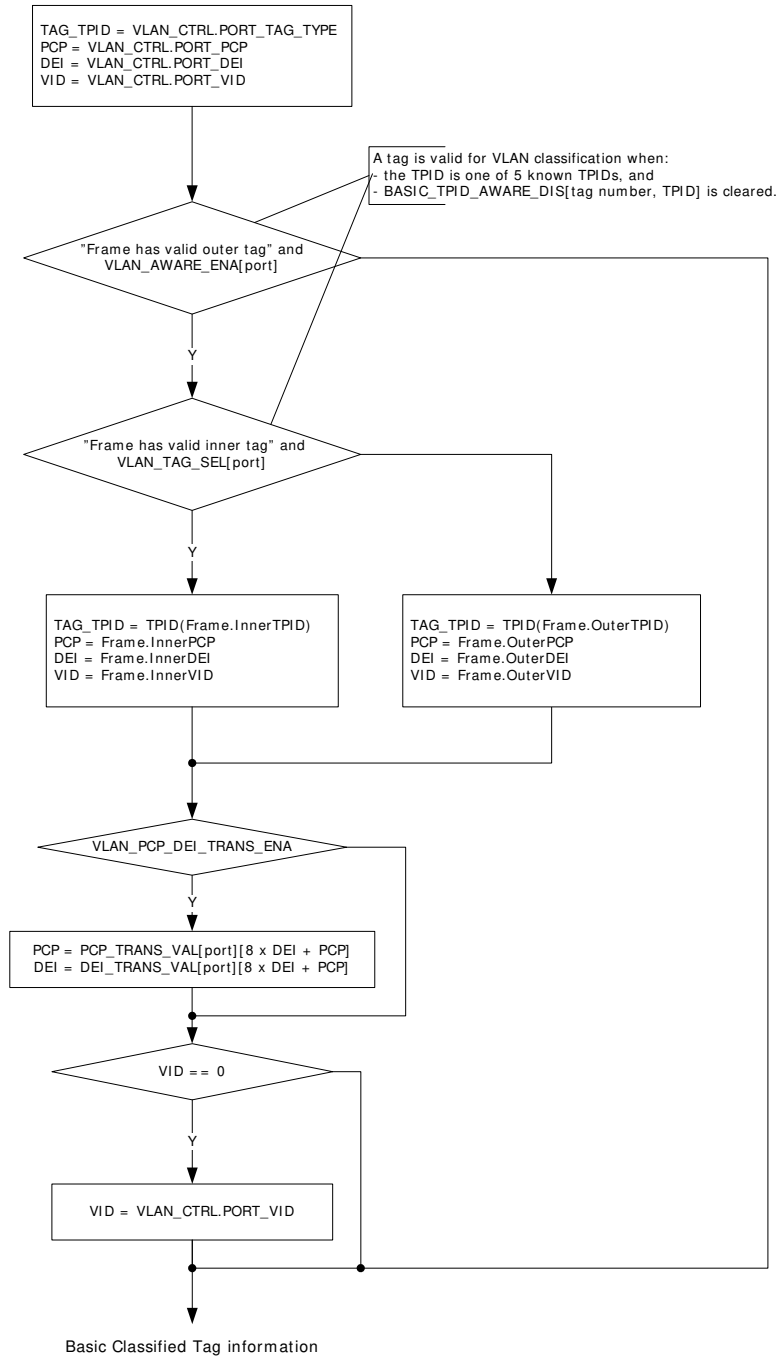 TAG_TPID = VLAN_CTRL.PORT_TAG_TYPE
PCP = VLAN_CTRL.PORT_PCP
DEI = VLAN_CTRL.PORT_DEI
VID = VLAN_CTRL.PORT_VID
A tag is valid for VLAN classification when:
- the TPID is one of 5 known TPIDs, and
- BASIC_TPID_AWARE_DIS[tag number, TPID] is cleared.
"Frame has valid outer tag" and
VLAN_AWARE_ENA[port]
Y
"Frame has valid inner tag" and
VLAN_TAG_SEL[port]
Y
TAG_TPID = TPID(Frame.InnerTPID)
PCP = Frame.InnerPCP
DEI = Frame.InnerDEI
VID = Frame.InnerVID
TAG_TPID = TPID(Frame.OuterTPID)
PCP = Frame.OuterPCP
DEI = Frame.OuterDEI
VID = Frame.OuterVID
VLAN_PCP_DEI_TRANS_ENA
Y
PCP = PCP_TRANS_VAL[port][8 x DEI + PCP]
DEI = DEI_TRANS_VAL[port][8 x DEI + PCP]
VID == 0
Y
VID = VLAN_CTRL.PORT_VID
Basic Classified Tag information